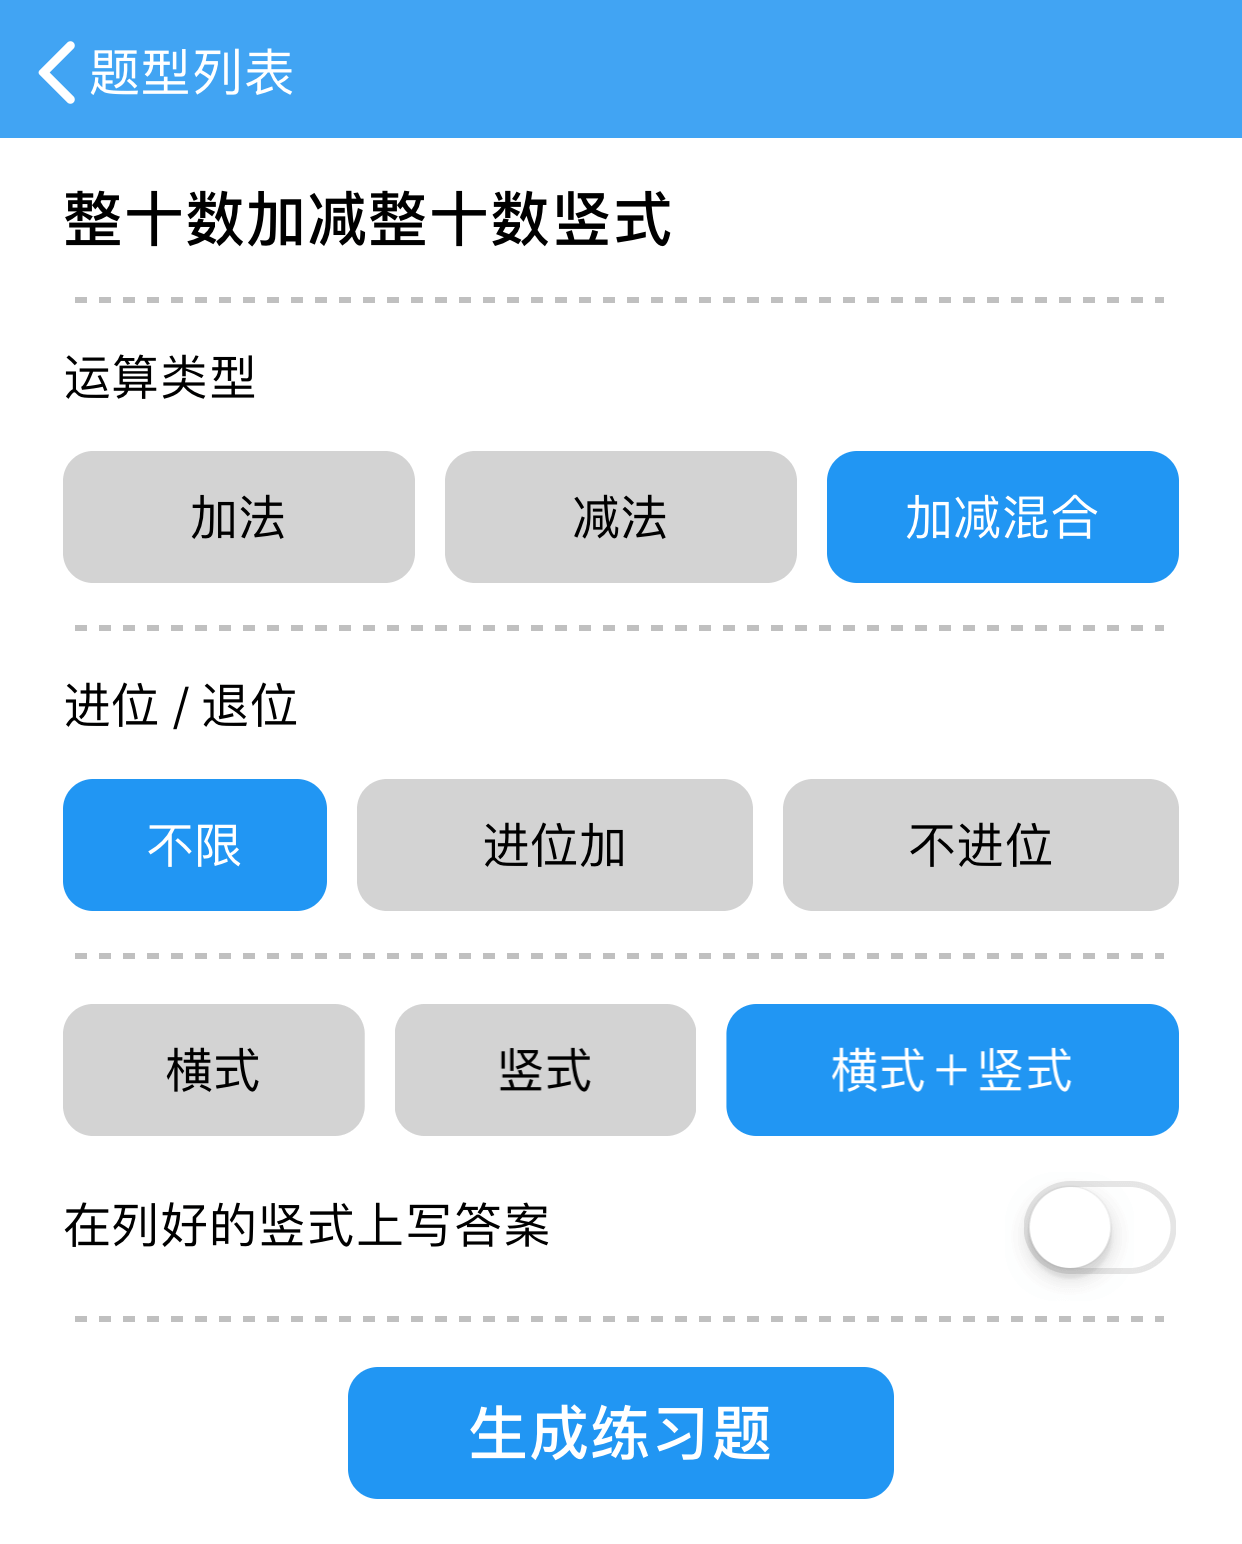 题型列表
整十数加减整十数竖式
运算类型
加法 减法 加减混合
进位 / 退位
不限 进位加 不进位
横式 竖式 横式＋竖式
在列好的竖式上写答案
生成练习题